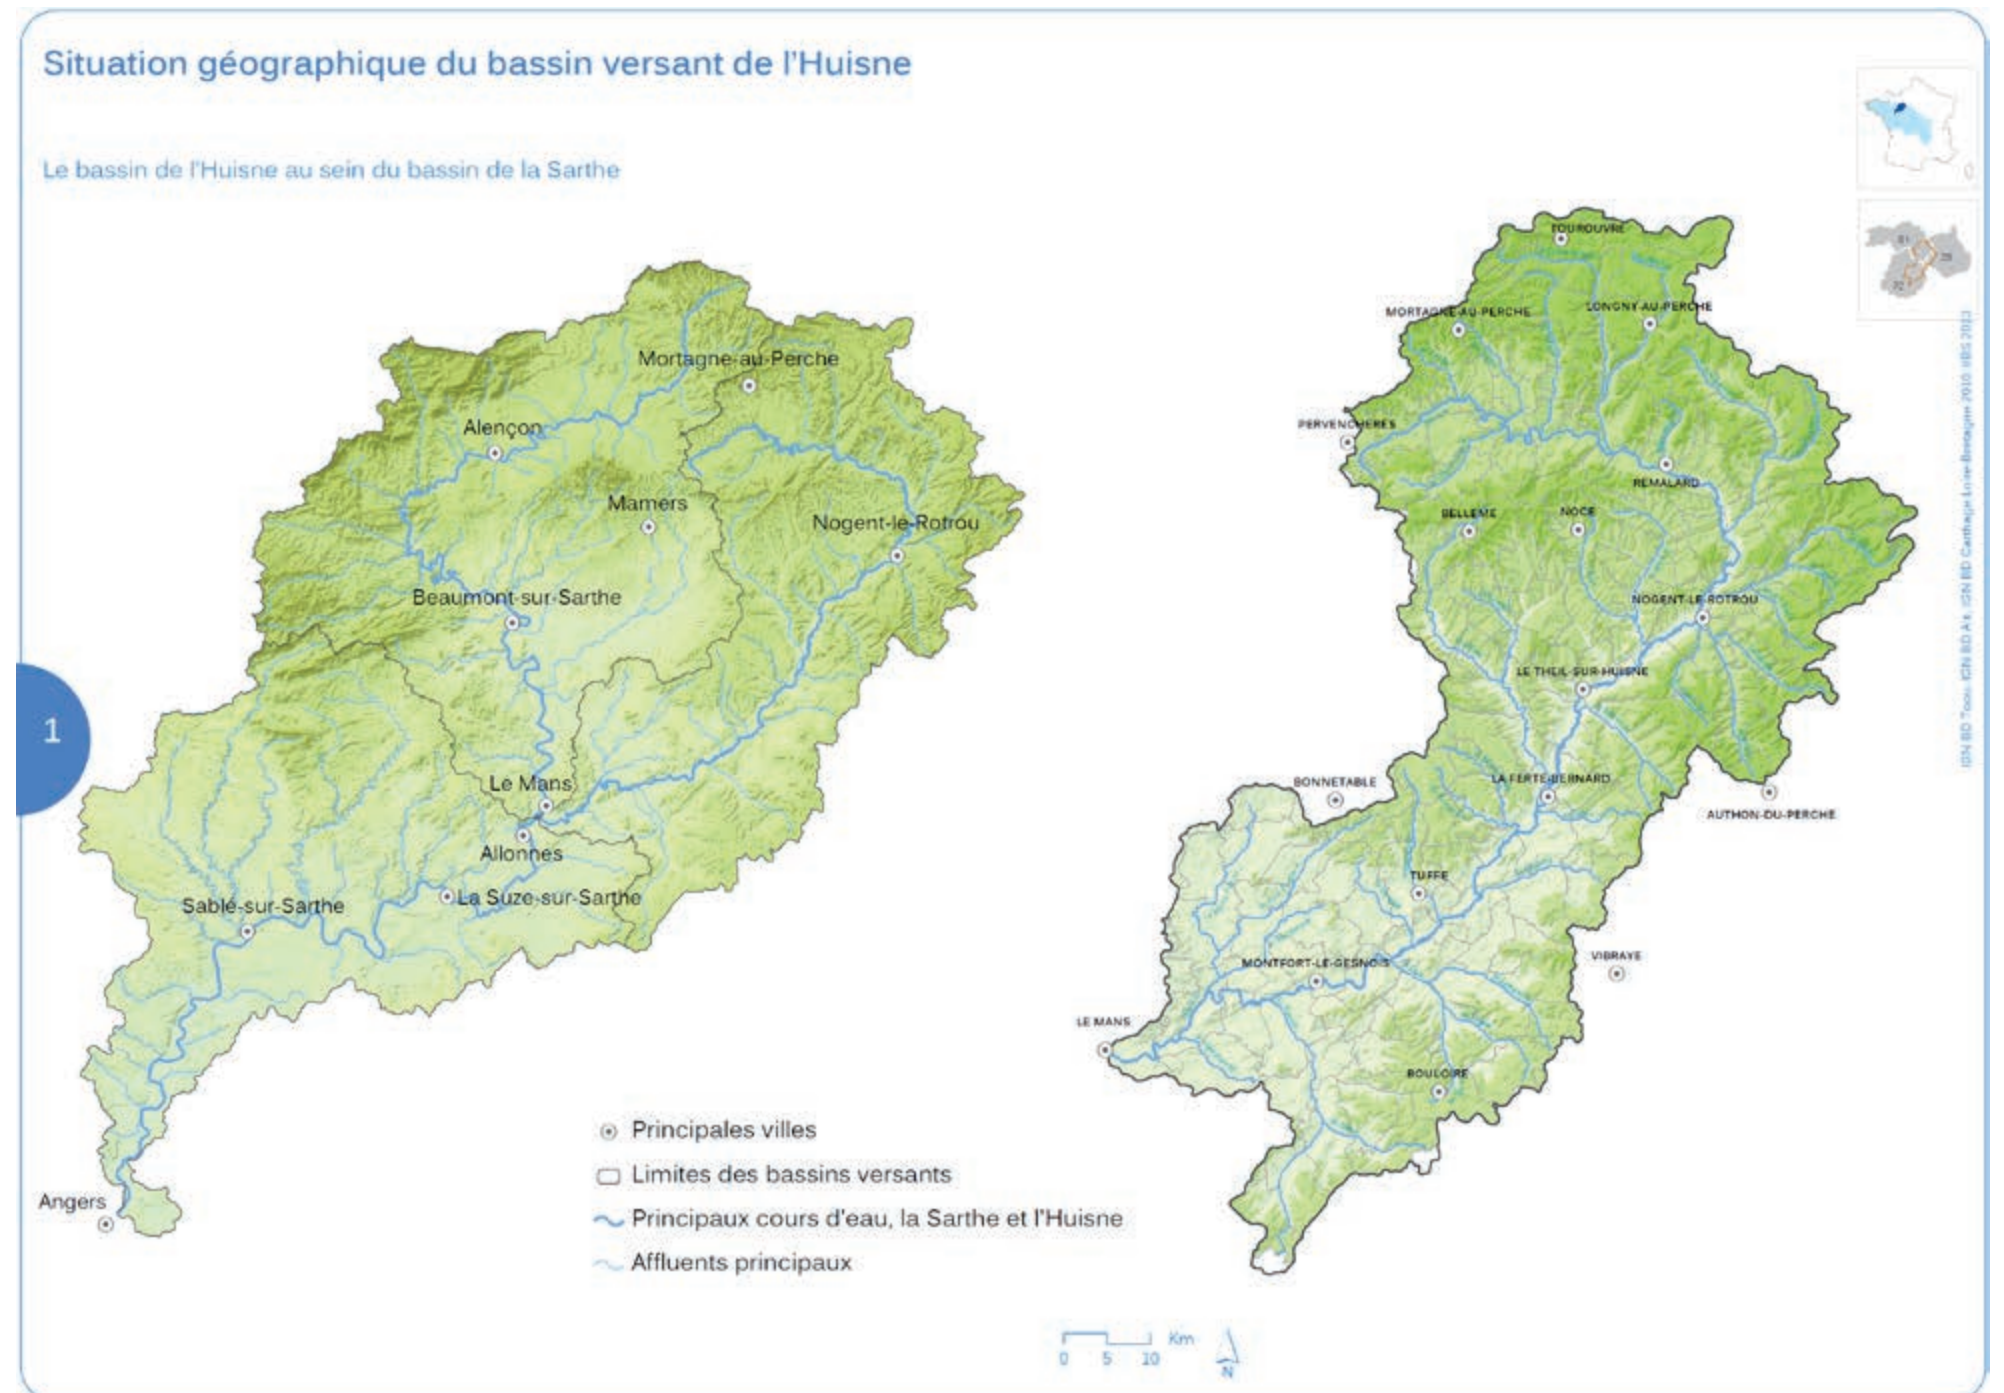 Situation géographique du bassin versant de l'Huisne
Le bassin de l'Huisne au sein du bassin de la Sarthe
Mortagne-au-Perche
Alençon
Mamers
Nogent-le-Rotrou
Beaumont-sur-Sarthe
Le Mans
Allonnes
La Suze-sur-Sarthe
Sablé-sur-Sarthe
Angers
1
TOUROUVRE
MORTAGNE-AU-PERCHE
LONGNY-AU-PERCHE
PERVENCHERES
REMALARD
BELLEME
NOCE
NOGENT-LE-ROTROU
LE THEIL-SUR-HUISNE
LA FERTE-BERNARD
BONNETABLE
AUTHON-DU-PERCHE
TUFFE
VIBRAYE
MONTFORT-LE-GESNOIS
LE MANS
BOULOIRE
Principales villes
Limites des bassins versants
Principaux cours d'eau, la Sarthe et l'Huisne
Affluents principaux
Km
0 5 10
N
61
28
72